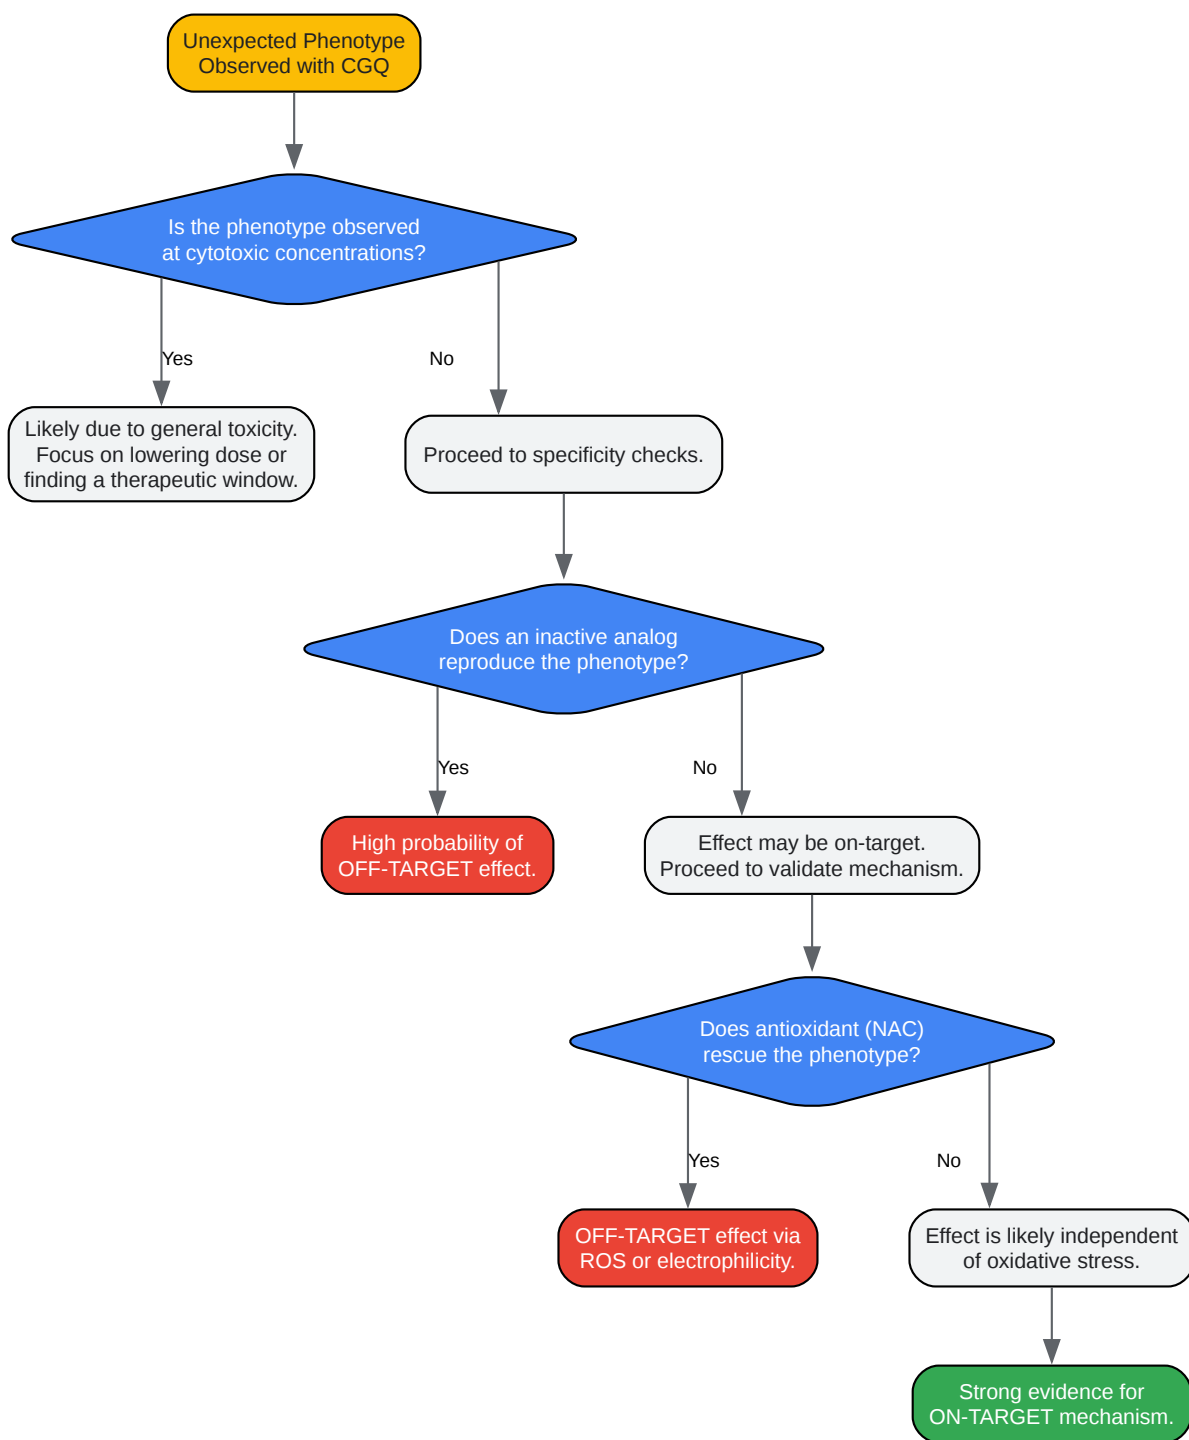 Unexpected Phenotype
Observed with CGQ
Is the phenotype observed
at cytotoxic concentrations?
Yes
No
Likely due to general toxicity.
Focus on lowering dose or
finding a therapeutic window.
Proceed to specificity checks.
Does an inactive analog
reproduce the phenotype?
Yes
No
High probability of
OFF-TARGET effect.
Effect may be on-target.
Proceed to validate mechanism.
Does antioxidant (NAC)
rescue the phenotype?
Yes
No
OFF-TARGET effect via
ROS or electrophilicity.
Effect is likely independent
of oxidative stress.
Strong evidence for
ON-TARGET mechanism.